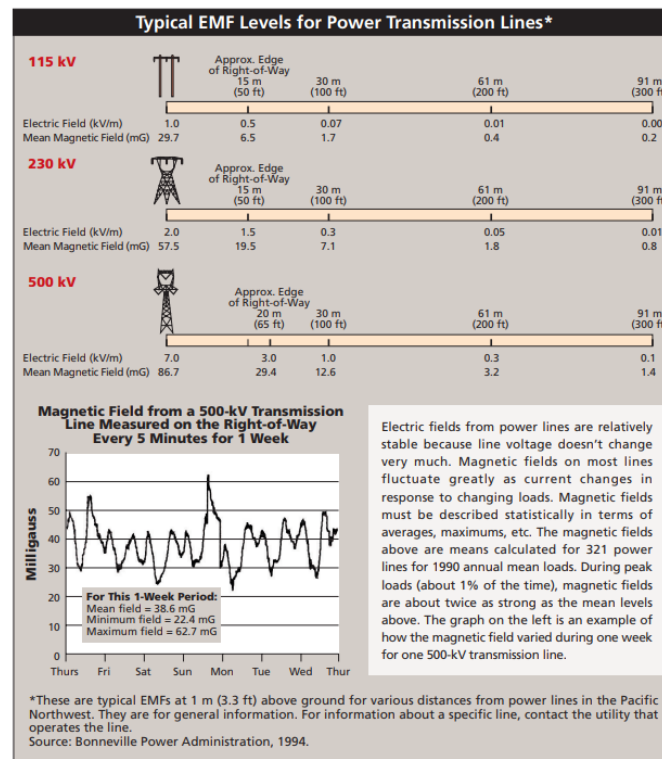 Typical EMF Levels for Power Transmission Lines*
115 kV
Approx. Edge
of Right-of-Way
15 m 30 m 61 m 91 m
(50 ft) (100 ft) (200 ft) (300 ft
Electric Field (kV/m) 1.0 0.5 0.07 0.01 0.00
Mean Magnetic Field (mG) 29.7 6.5 1.7 0.4 0.2
230 kV
Approx. Edge
of Right-of-Way
15 m 30 m 61 m 91 m
(50 ft) (100 ft) (200 ft) (300 ft
Electric Field (kV/m) 2.0 1.5 0.3 0.05 0.01
Mean Magnetic Field (mG) 57.5 19.5 7.1 1.8 0.8
500 kV
Approx. Edge
of Right-of-Way
20 m 30 m 61 m 91 m
(65 ft) (100 ft) (200 ft) (300 ft
Electric Field (kV/m) 7.0 3.0 1.0 0.3 0.1
Mean Magnetic Field (mG) 86.7 29.4 12.6 3.2 1.4
Magnetic Field from a 500-kV Transmission
Line Measured on the Right-of-Way
Every 5 Minutes for 1 Week
Milligauss
70
60
50
40
30
20
10
0
For This 1-Week Period:
Mean field = 38.6 mG
Minimum field = 22.4 mG
Maximum field = 62.7 mG
Thurs Fri Sat Sun Mon Tue Wed Thur
Electric fields from power lines are relatively
stable because line voltage doesn't change
very much. Magnetic fields on most lines
fluctuate greatly as current changes in
response to changing loads. Magnetic fields
must be described statistically in terms of
averages, maximums, etc. The magnetic fields
above are means calculated for 321 power
lines for 1990 annual mean loads. During peak
loads (about 1% of the time), magnetic fields
are about twice as strong as the mean levels
above. The graph on the left is an example of
how the magnetic field varied during one week
for one 500-kV transmission line.
*These are typical EMFs at 1 m (3.3 ft) above ground for various distances from power lines in the Pacific
Northwest. They are for general information. For information about a specific line, contact the utility that
operates the line.
Source: Bonneville Power Administration, 1994.